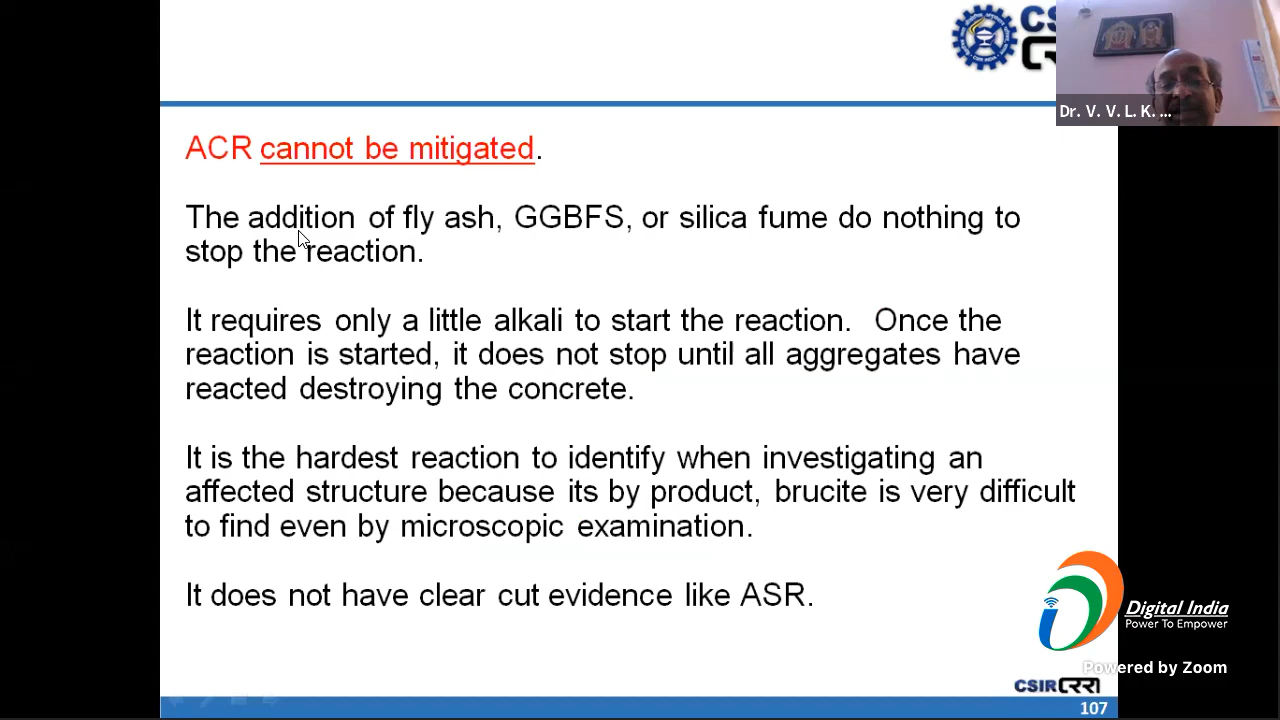 CS
Dr. V. V. L. K. ...
ACR cannot be mitigated.
The addition of fly ash, GGBFS, or silica fume do nothing to
stop the reaction.
It requires only a little alkali to start the reaction.  Once the
reaction is started, it does not stop until all aggregates have
reacted destroying the concrete.
It is the hardest reaction to identify when investigating an
affected structure because its by product, brucite is very difficult
to find even by microscopic examination.
It does not have clear cut evidence like ASR.
Digital India
Power To Empower
Powered by Zoom
CSIR CRRI
107